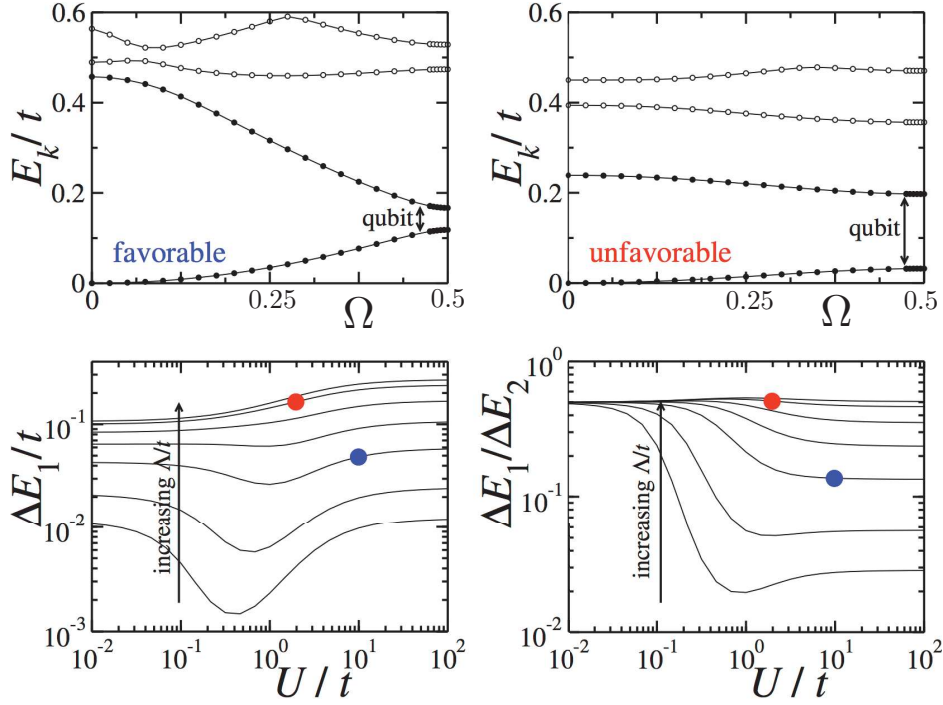 0.6
E_k/t
0.4
0.2
0
favorable
qubit
0
0.25
Ω
0.5
0.6
E_k/t
0.4
0.2
0
unfavorable
qubit
0
0.25
Ω
0.5
ΔE_1/t
10^-1
10^-2
10^-3
increasing Λ/t
10^-2
10^-1
10^0
10^1
10^2
U/t
ΔE_1/ΔE_2
10^0
10^-1
10^-2
increasing Λ/t
10^-2
10^-1
10^0
10^1
10^2
U/t